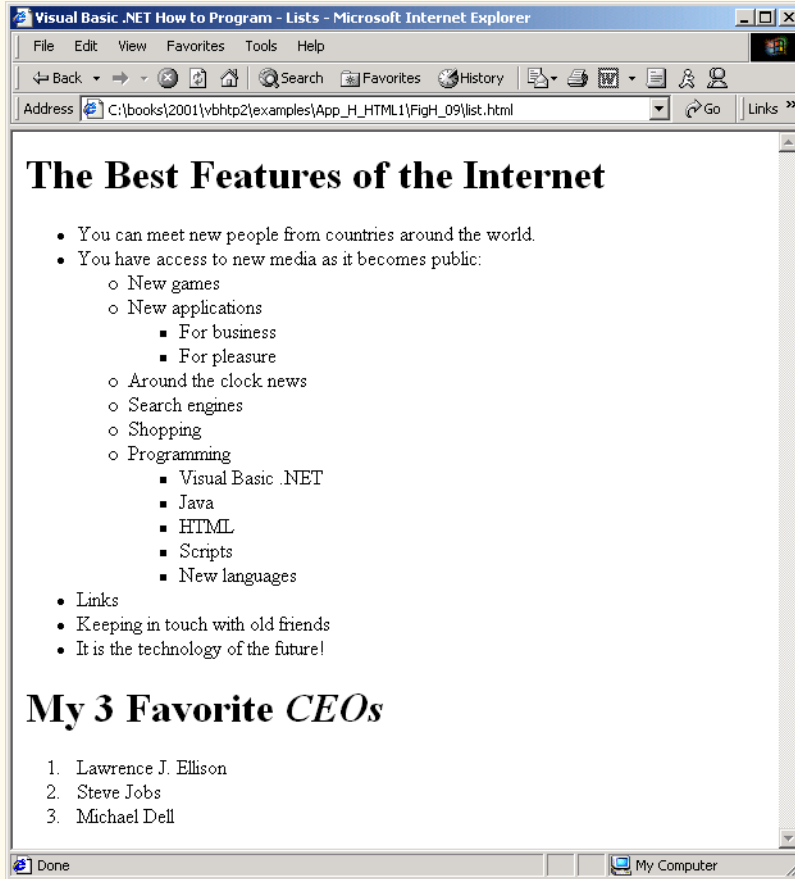 Visual Basic .NET How to Program - Lists - Microsoft Internet Explorer
File Edit View Favorites Tools Help
Back Search Favorites History
Address C:\books\2001\vbhtp2\examples\App_H_HTML1\FigH_09\list.html Go Links »
The Best Features of the Internet
• You can meet new people from countries around the world.
• You have access to new media as it becomes public:
o New games
o New applications
▪ For business
▪ For pleasure
o Around the clock news
o Search engines
o Shopping
o Programming
▪ Visual Basic .NET
▪ Java
▪ HTML
▪ Scripts
▪ New languages
• Links
• Keeping in touch with old friends
• It is the technology of the future!
My 3 Favorite CEOs
1. Lawrence J. Ellison
2. Steve Jobs
3. Michael Dell
Done My Computer